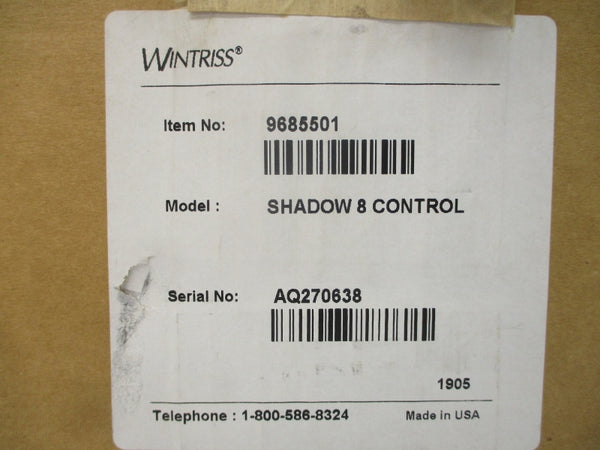 WINTRISS®
Item No: 9685501
Model : SHADOW 8 CONTROL
Serial No: AQ270638
1905
Telephone : 1-800-586-8324 Made in USA